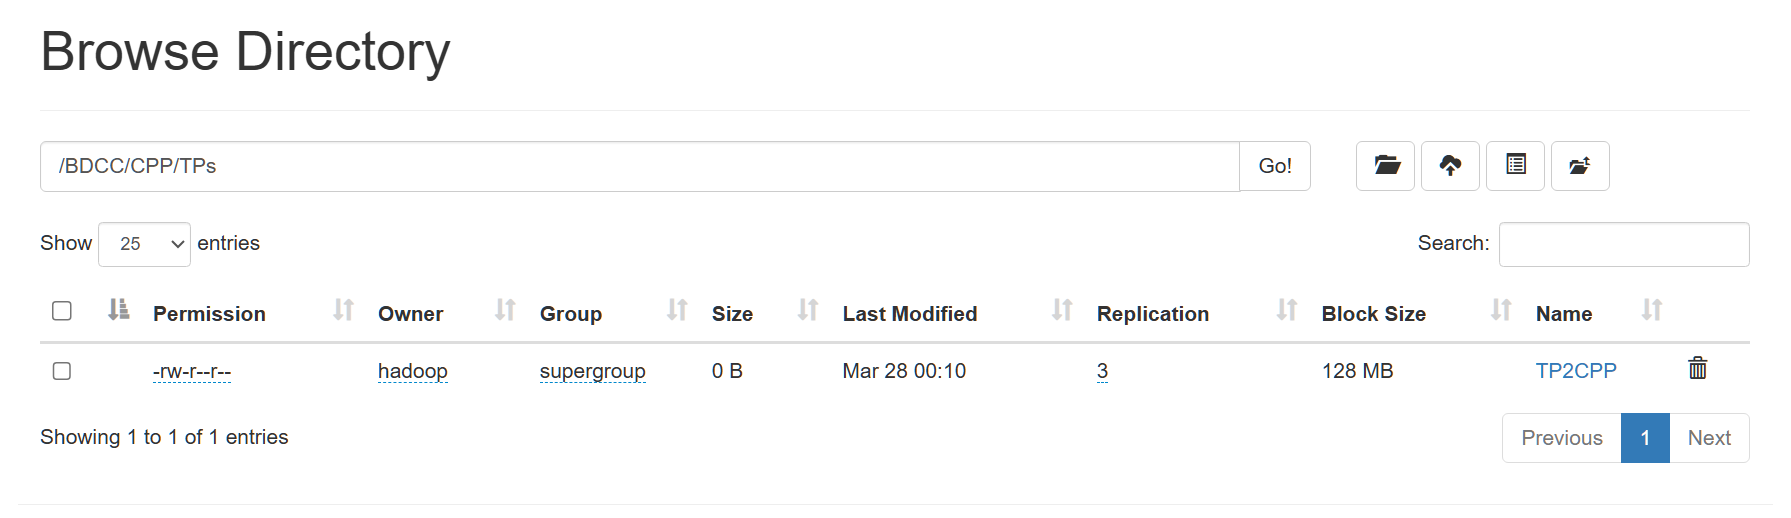 Browse Directory
/BDCC/CPP/TPs Go!
Show 25 entries Search:
Permission Owner Group Size Last Modified Replication Block Size Name
-rw-r--r-- hadoop supergroup 0 B Mar 28 00:10 3 128 MB TP2CPP
Showing 1 to 1 of 1 entries Previous 1 Next